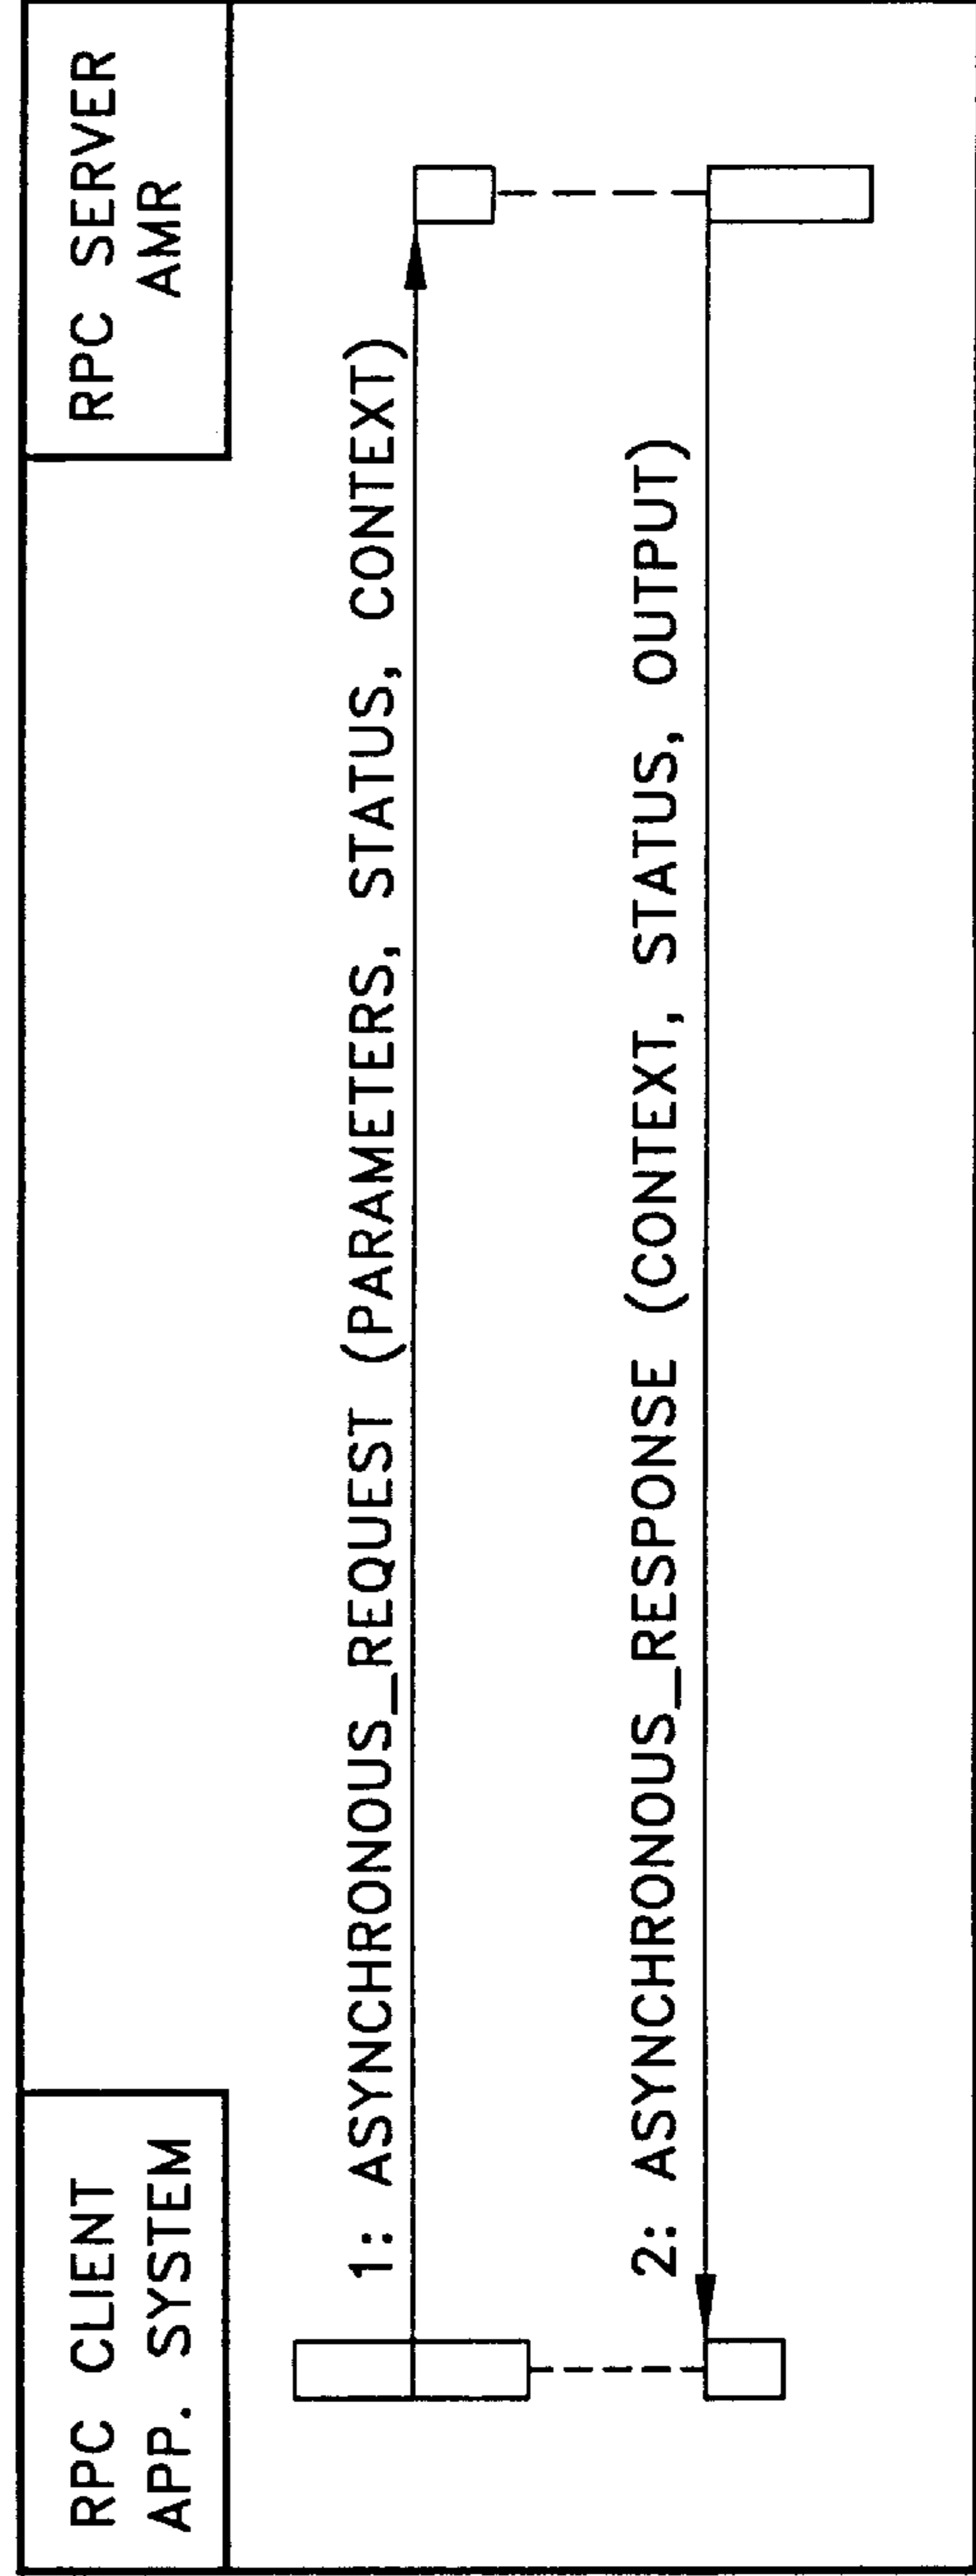 RPC CLIENT
APP. SYSTEM
RPC SERVER
AMR
1: ASYNCHRONOUS_REQUEST (PARAMETERS, STATUS, CONTEXT)
2: ASYNCHRONOUS_RESPONSE (CONTEXT, STATUS, OUTPUT)